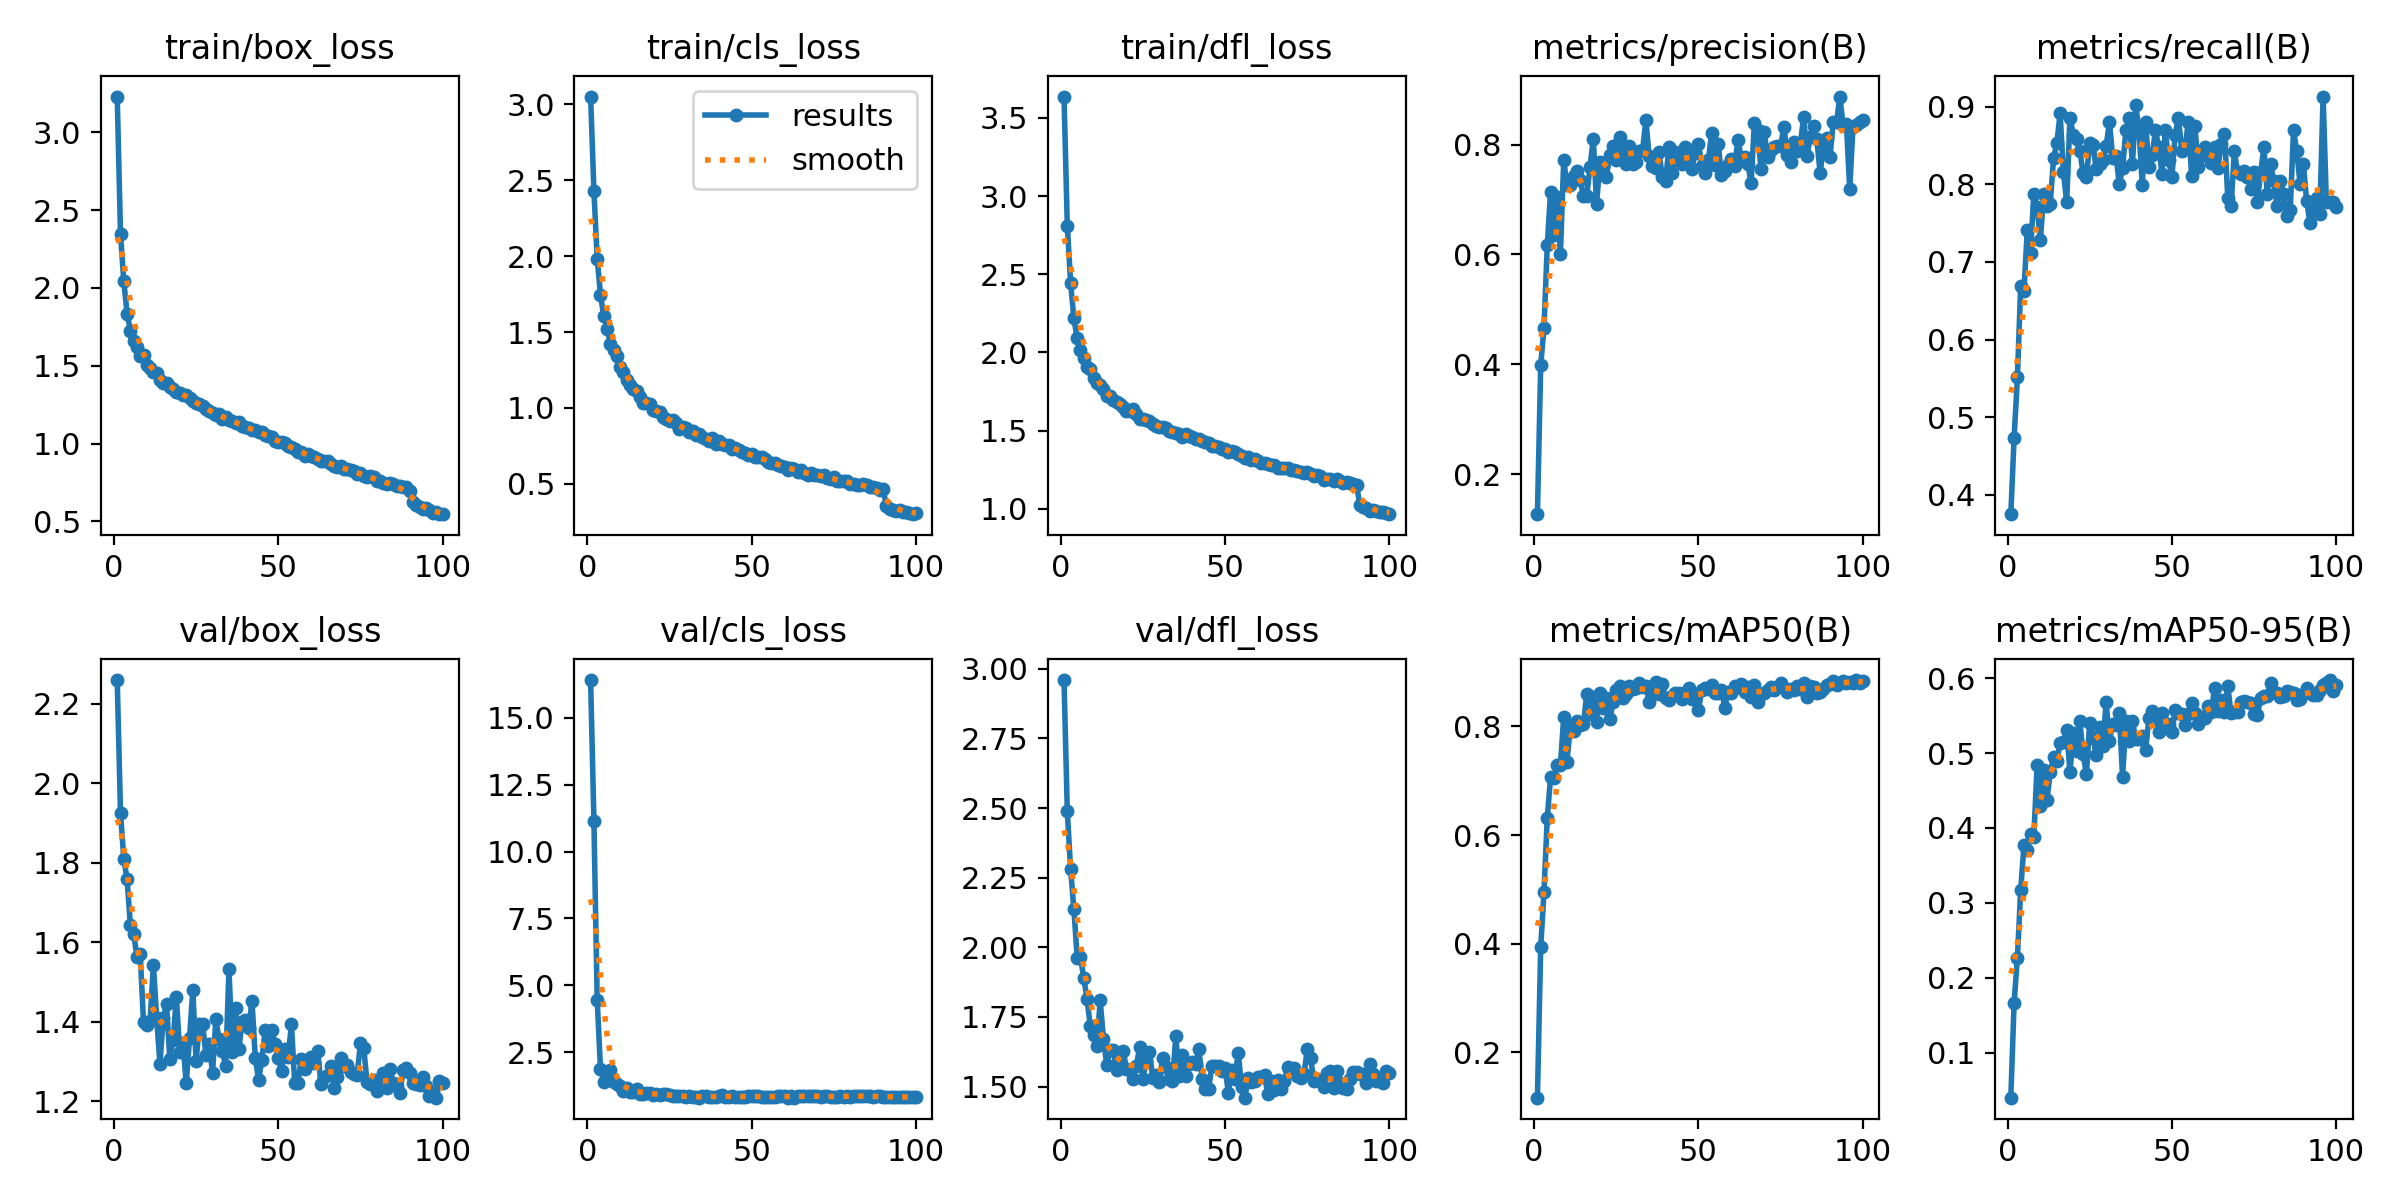 train/box_loss
3.0
2.5
2.0
1.5
1.0
0.5
0 50 100
train/cls_loss
results
smooth
3.0
2.5
2.0
1.5
1.0
0.5
0 50 100
train/dfl_loss
3.5
3.0
2.5
2.0
1.5
1.0
0 50 100
metrics/precision(B)
0.8
0.6
0.4
0.2
0 50 100
metrics/recall(B)
0.9
0.8
0.7
0.6
0.5
0.4
0 50 100
val/box_loss
2.2
2.0
1.8
1.6
1.4
1.2
0 50 100
val/cls_loss
15.0
12.5
10.0
7.5
5.0
2.5
0 50 100
val/dfl_loss
3.00
2.75
2.50
2.25
2.00
1.75
1.50
0 50 100
metrics/mAP50(B)
0.8
0.6
0.4
0.2
0 50 100
metrics/mAP50-95(B)
0.6
0.5
0.4
0.3
0.2
0.1
0 50 100